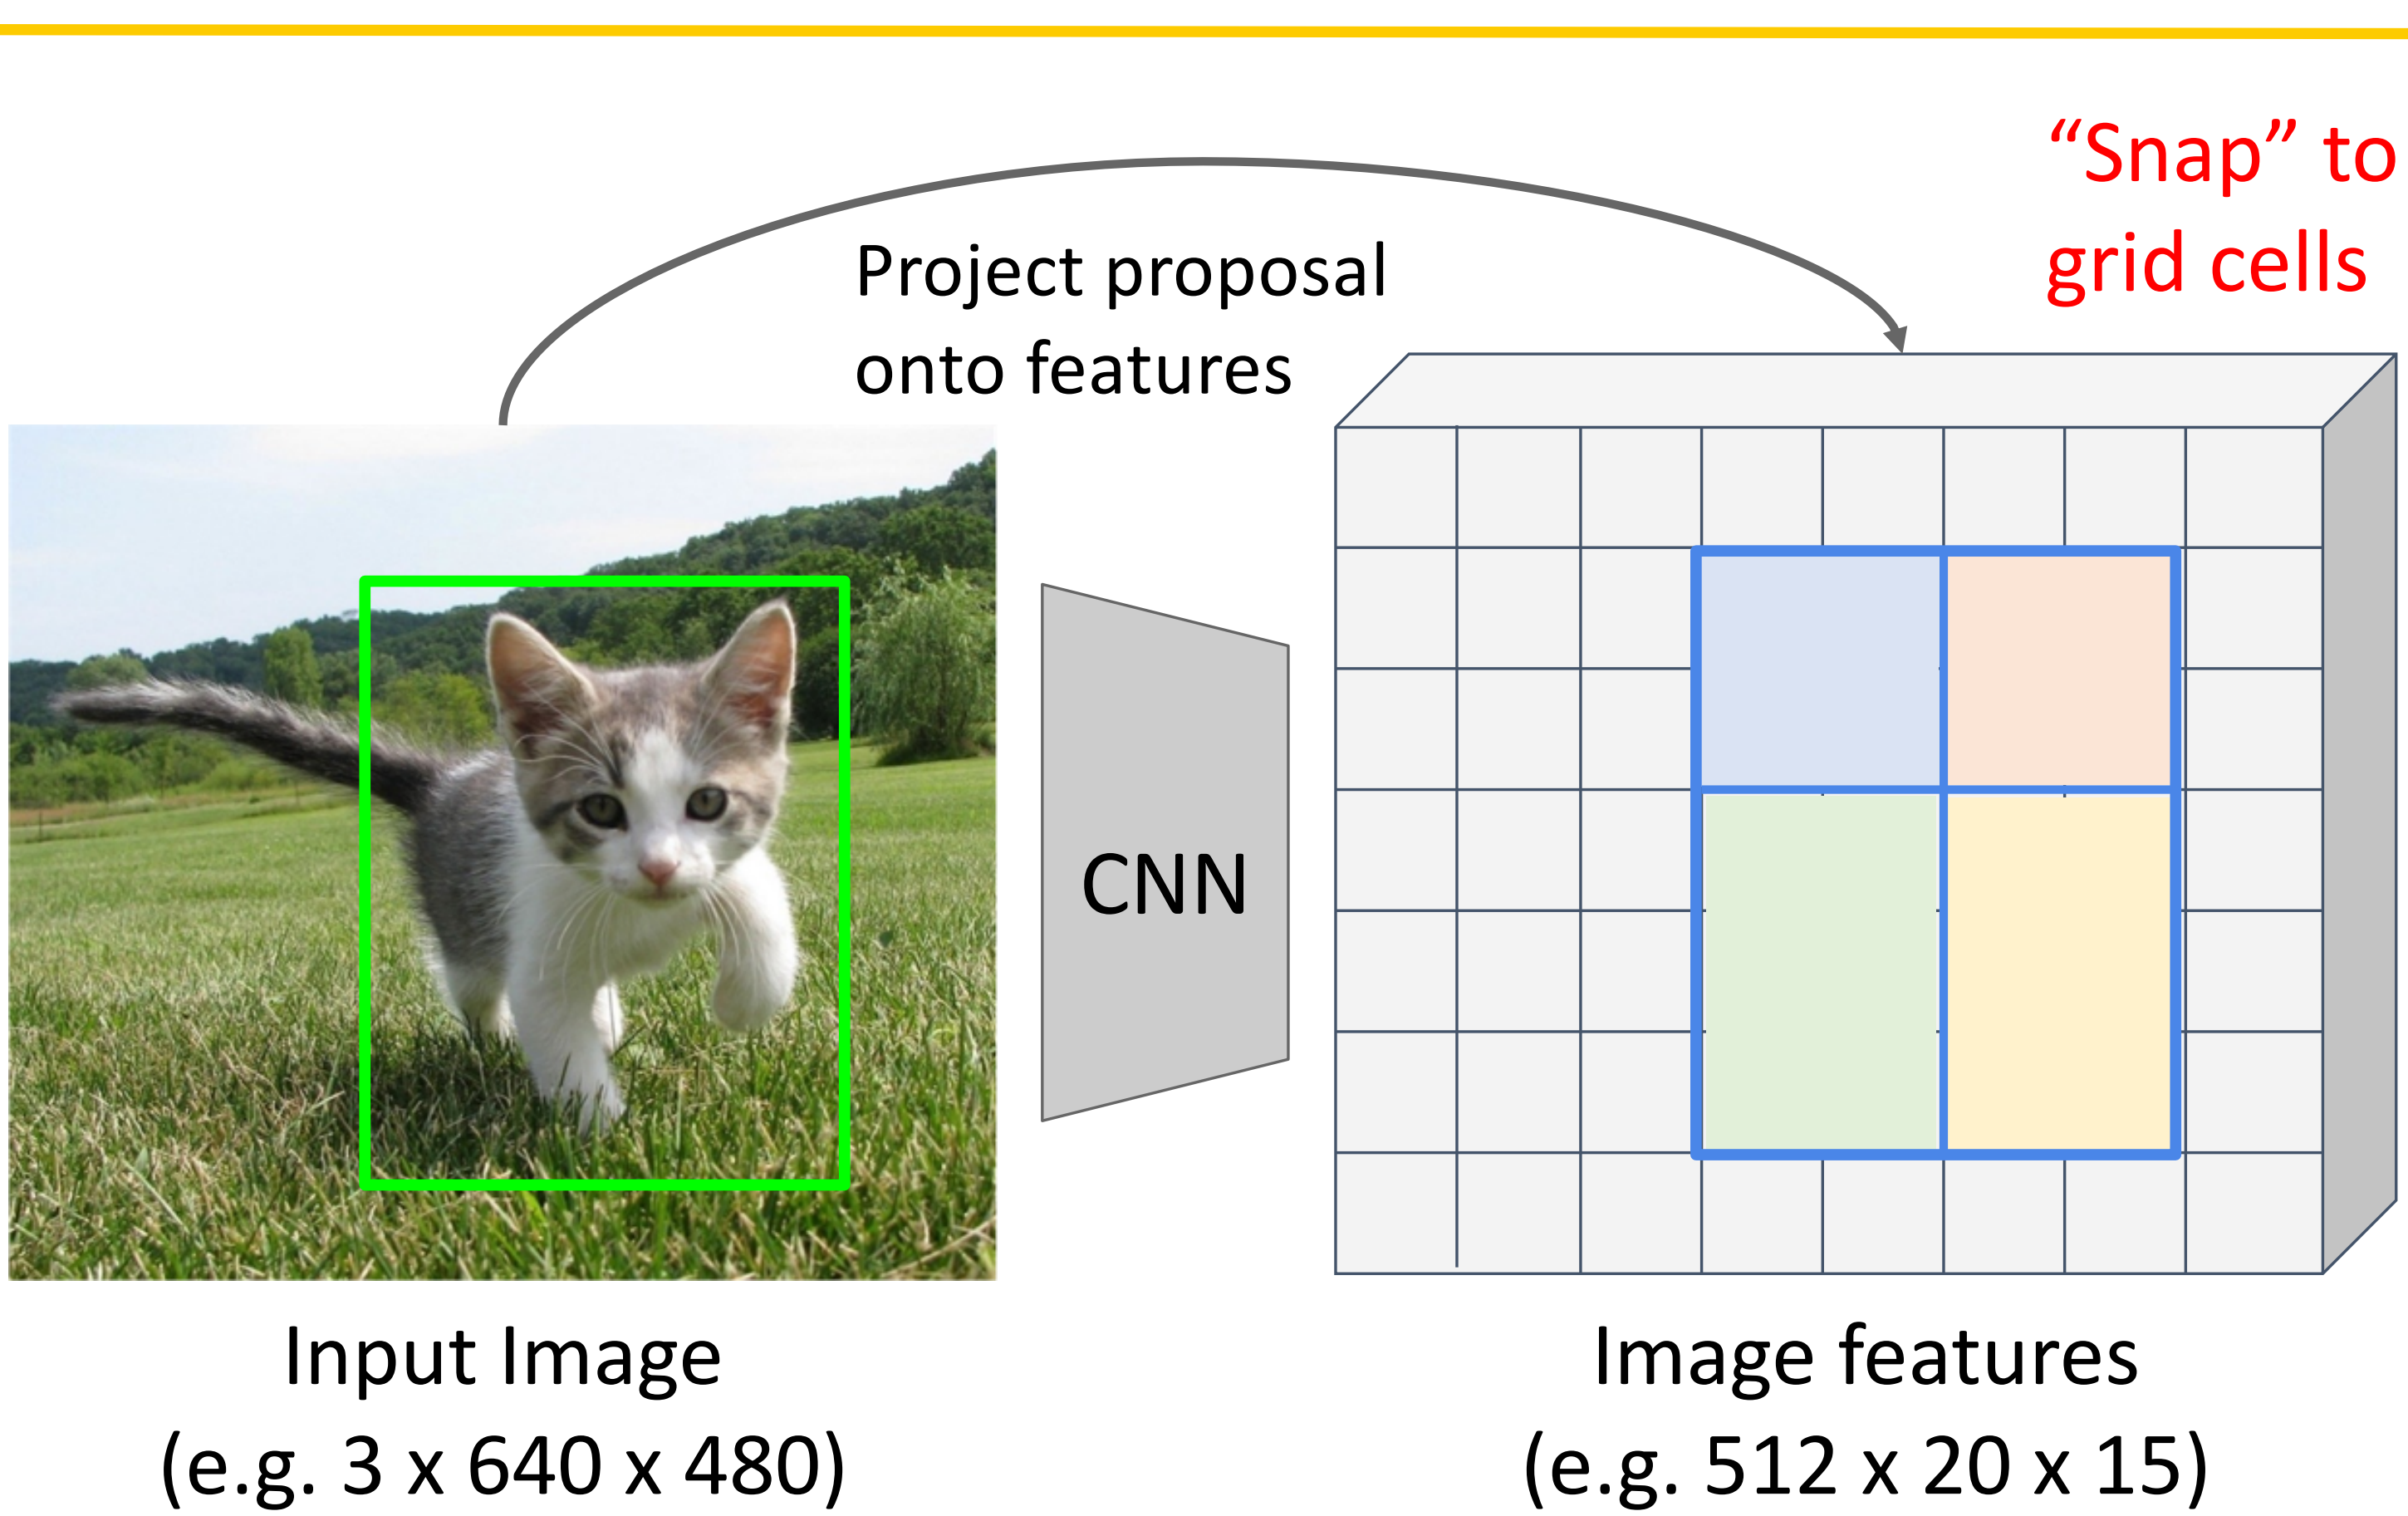 “Snap” to
grid cells
Project proposal
onto features
CNN
Input Image
(e.g. 3 x 640 x 480)
Image features
(e.g. 512 x 20 x 15)